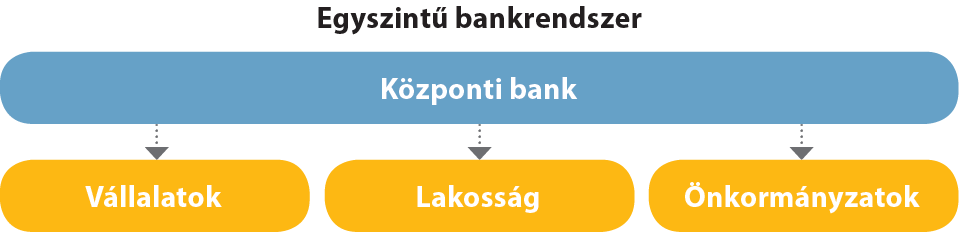 Egyszintű bankrendszer
Központi bank
Vállalatok
Lakosság
Önkormányzatok